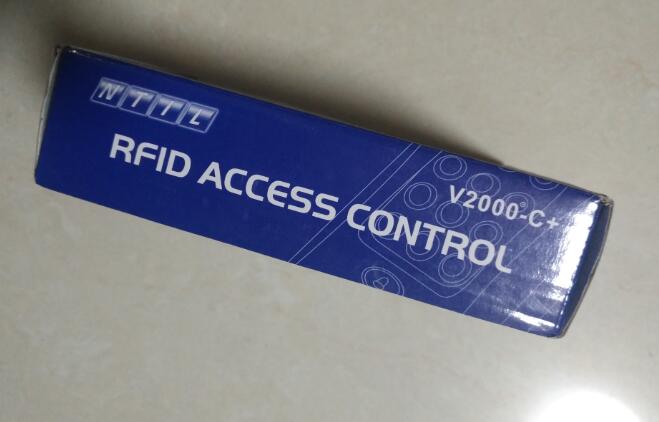 NTTL
RFID ACCESS CONTROL
V2000-C+